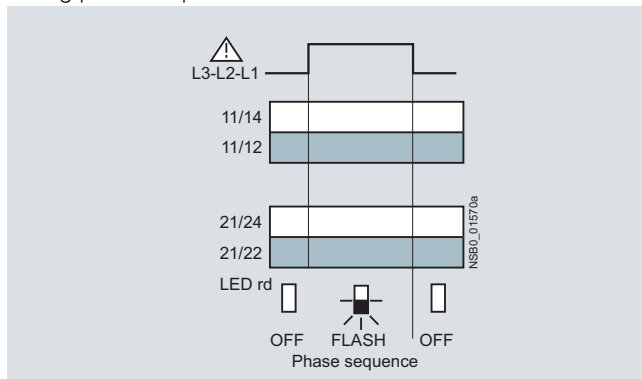 L3-L2-L1
11/14
11/12
21/24
21/22
NSB0_01570a
LED rd
OFF FLASH OFF
Phase sequence